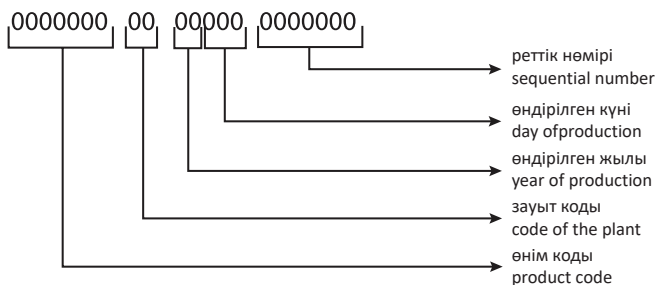 0000000 00 00000 0000000
реттік нөмірі
sequential number
өндірілген күні
day ofproduction
өндірілген жылы
year of production
зауыт коды
code of the plant
өнім коды
product code